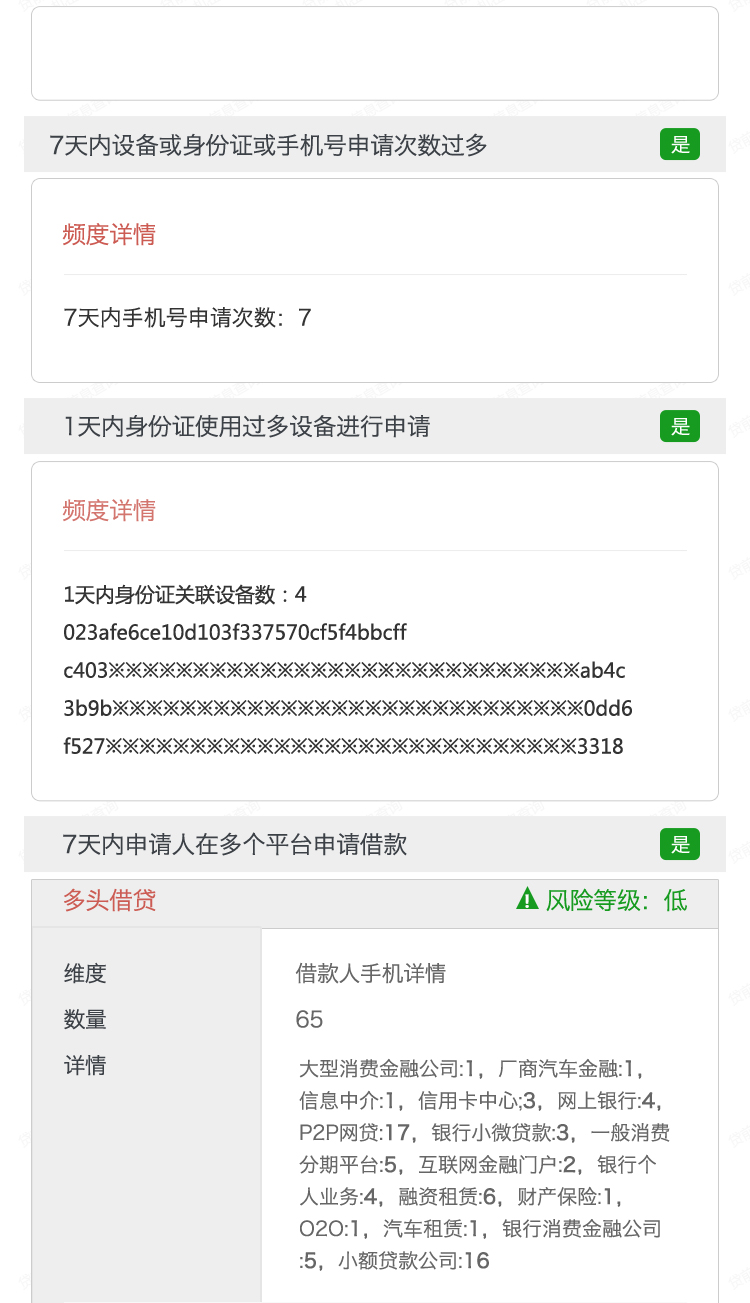 7天内设备或身份证或手机号申请次数过多
是
频度详情
7天内手机号申请次数：7
1天内身份证使用过多设备进行申请
是
频度详情
1天内身份证关联设备数：4
023afe6ce10d103f337570cf5f4bbcff
c403※※※※※※※※※※※※※※※※※※※※※※※※※※※※ab4c
3b9b※※※※※※※※※※※※※※※※※※※※※※※※※※※※0dd6
f527※※※※※※※※※※※※※※※※※※※※※※※※※※※※3318
7天内申请人在多个平台申请借款
是
多头借贷
风险等级：低
维度 借款人手机详情
数量 65
详情
大型消费金融公司:1，厂商汽车金融:1，
信息中介:1，信用卡中心;3，网上银行:4，
P2P网贷:17，银行小微贷款:3，一般消费
分期平台:5，互联网金融门户:2，银行个
人业务:4，融资租赁:6，财产保险:1，
O2O:1，汽车租赁:1，银行消费金融公司
:5，小额贷款公司:16